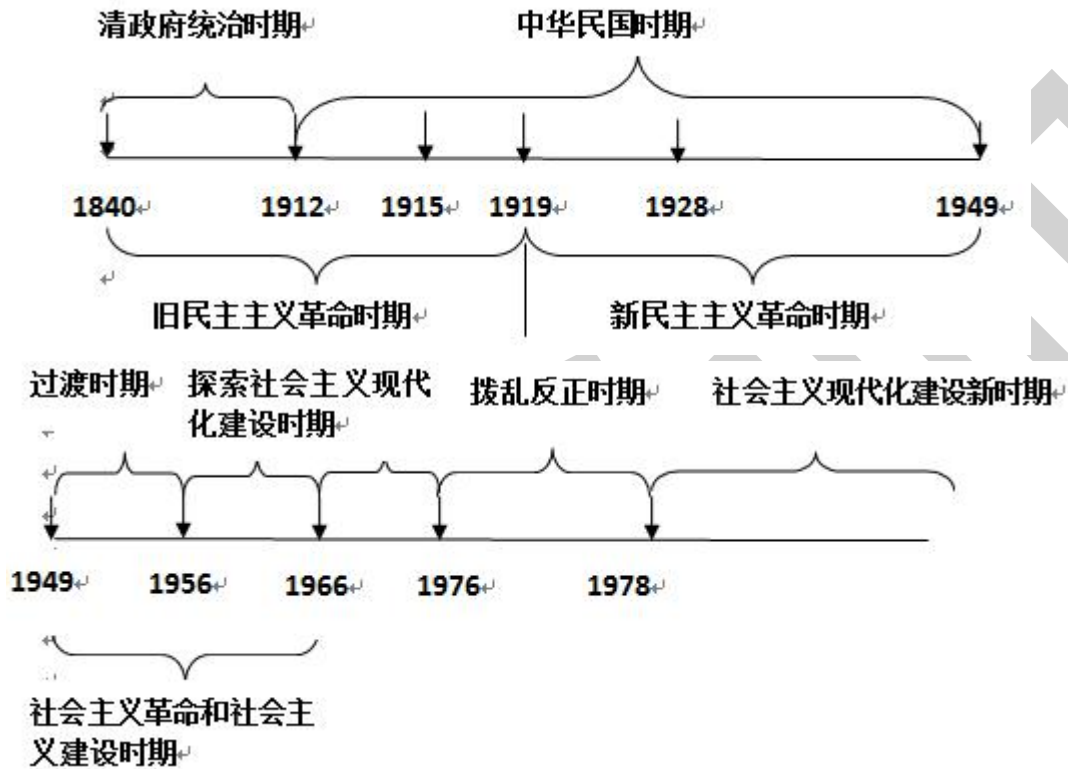 清政府统治时期
中华民国时期
1840 1912 1915 1919 1928 1949
旧民主主义革命时期
新民主主义革命时期
过渡时期
探索社会主义现代
化建设时期
拨乱反正时期
社会主义现代化建设新时期
1949 1956 1966 1976 1978
社会主义革命和社会主
义建设时期